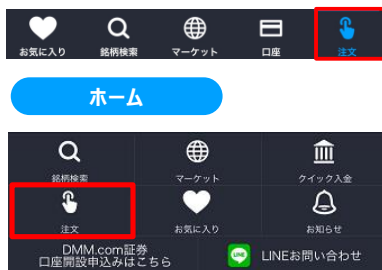 お気に入り 銘柄検索 マーケット 口座 注文
ホーム
銘柄検索 マーケット クイック入金
注文 お気に入り お知らせ
DMM.com証券
口座開設申込みはこちら
LINE LINEお問い合わせ